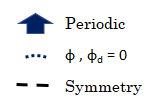 Periodic
ϕ , ϕd = 0
Symmetry